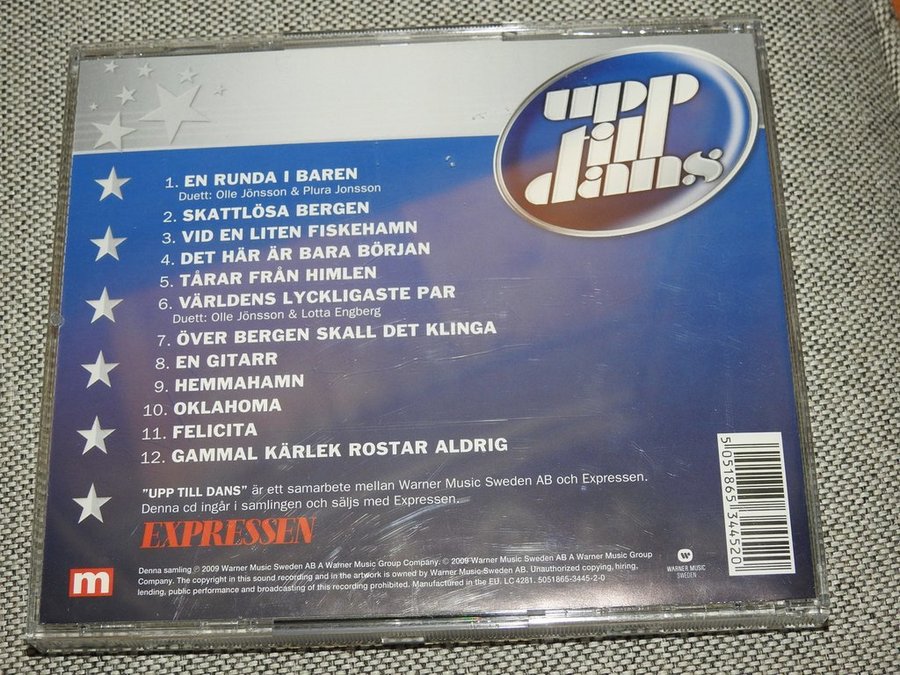 upp
till
dans
1. EN RUNDA I BAREN
Duett: Olle Jönsson & Plura Jonsson
2. SKATTLÖSA BERGEN
3. VID EN LITEN FISKEHAMN
4. DET HÄR ÄR BARA BÖRJAN
5. TÅRAR FRÅN HIMLEN
6. VÄRLDENS LYCKLIGASTE PAR
Duett: Olle Jönsson & Lotta Engberg
7. ÖVER BERGEN SKALL DET KLINGA
8. EN GITARR
9. HEMMAHAMN
10. OKLAHOMA
11. FELICITA
12. GAMMAL KÄRLEK ROSTAR ALDRIG
"UPP TILL DANS" är ett samarbete mellan Warner Music Sweden AB och Expressen.
Denna cd ingår i samlingen och säljs med Expressen.
EXPRESSEN
m
Denna samling ℗ 2009 Warner Music Sweden AB A Warner Music Group Company. © 2009 Warner Music Sweden AB A Warner Music Group
Company. The copyright in this sound recording and in the artwork is owned by Warner Music Sweden AB. Unauthorized copying, hiring,
lending, public performance and broadcasting of this recording prohibited. Manufactured in the EU. LC 4281. 5051865-3445-2-0
WARNER MUSIC
SWEDEN
5 051865 344520